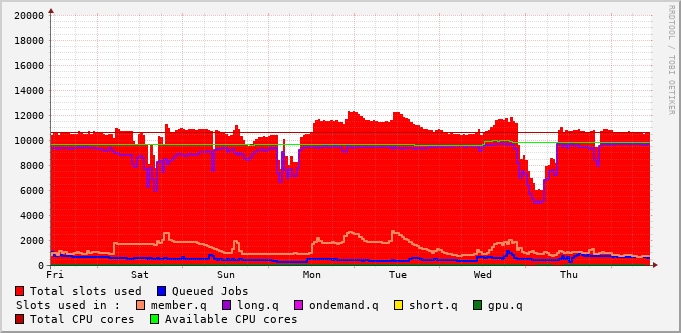 20000
18000
16000
14000
12000
10000
8000
6000
4000
2000
0
Fri Sat Sun Mon Tue Wed Thu
RRDTOOL / TOBI OETIKER
Total slots used Queued Jobs
Slots used in : member.q long.q ondemand.q short.q gpu.q
Total CPU cores Available CPU cores